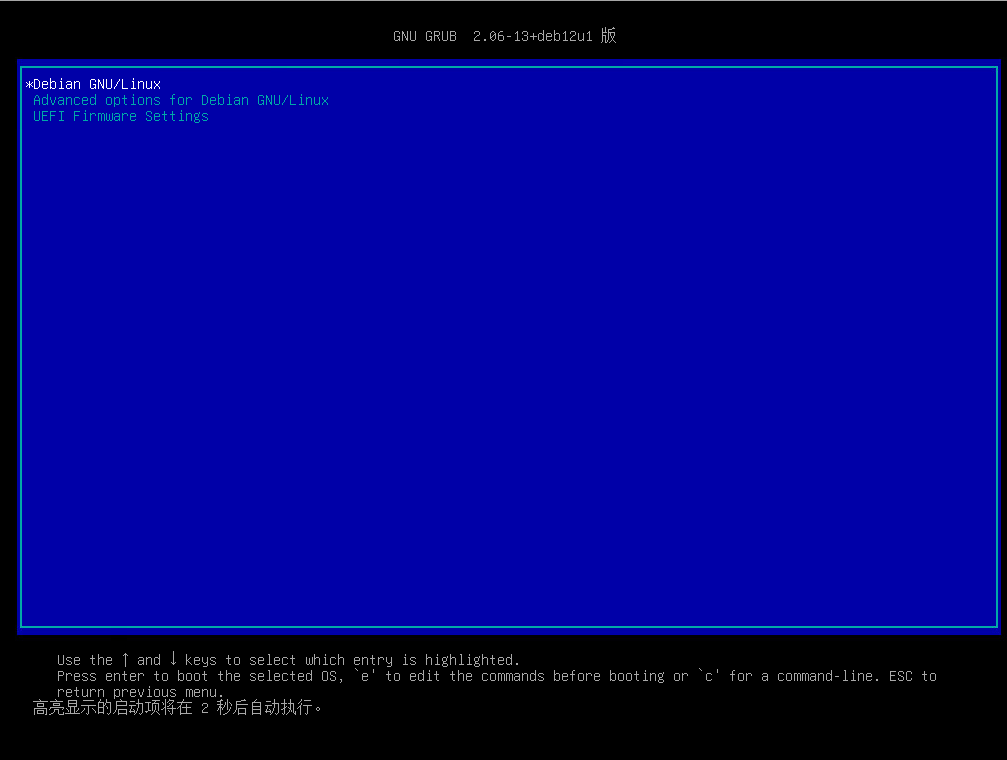 GNU GRUB  2.06-13+deb12u1 版
*Debian GNU/Linux
Advanced options for Debian GNU/Linux
UEFI Firmware Settings
Use the ↑ and ↓ keys to select which entry is highlighted.
Press enter to boot the selected OS, `e' to edit the commands before booting or `c' for a command-line. ESC to
return previous menu.
高亮显示的启动项将在 2 秒后自动执行。